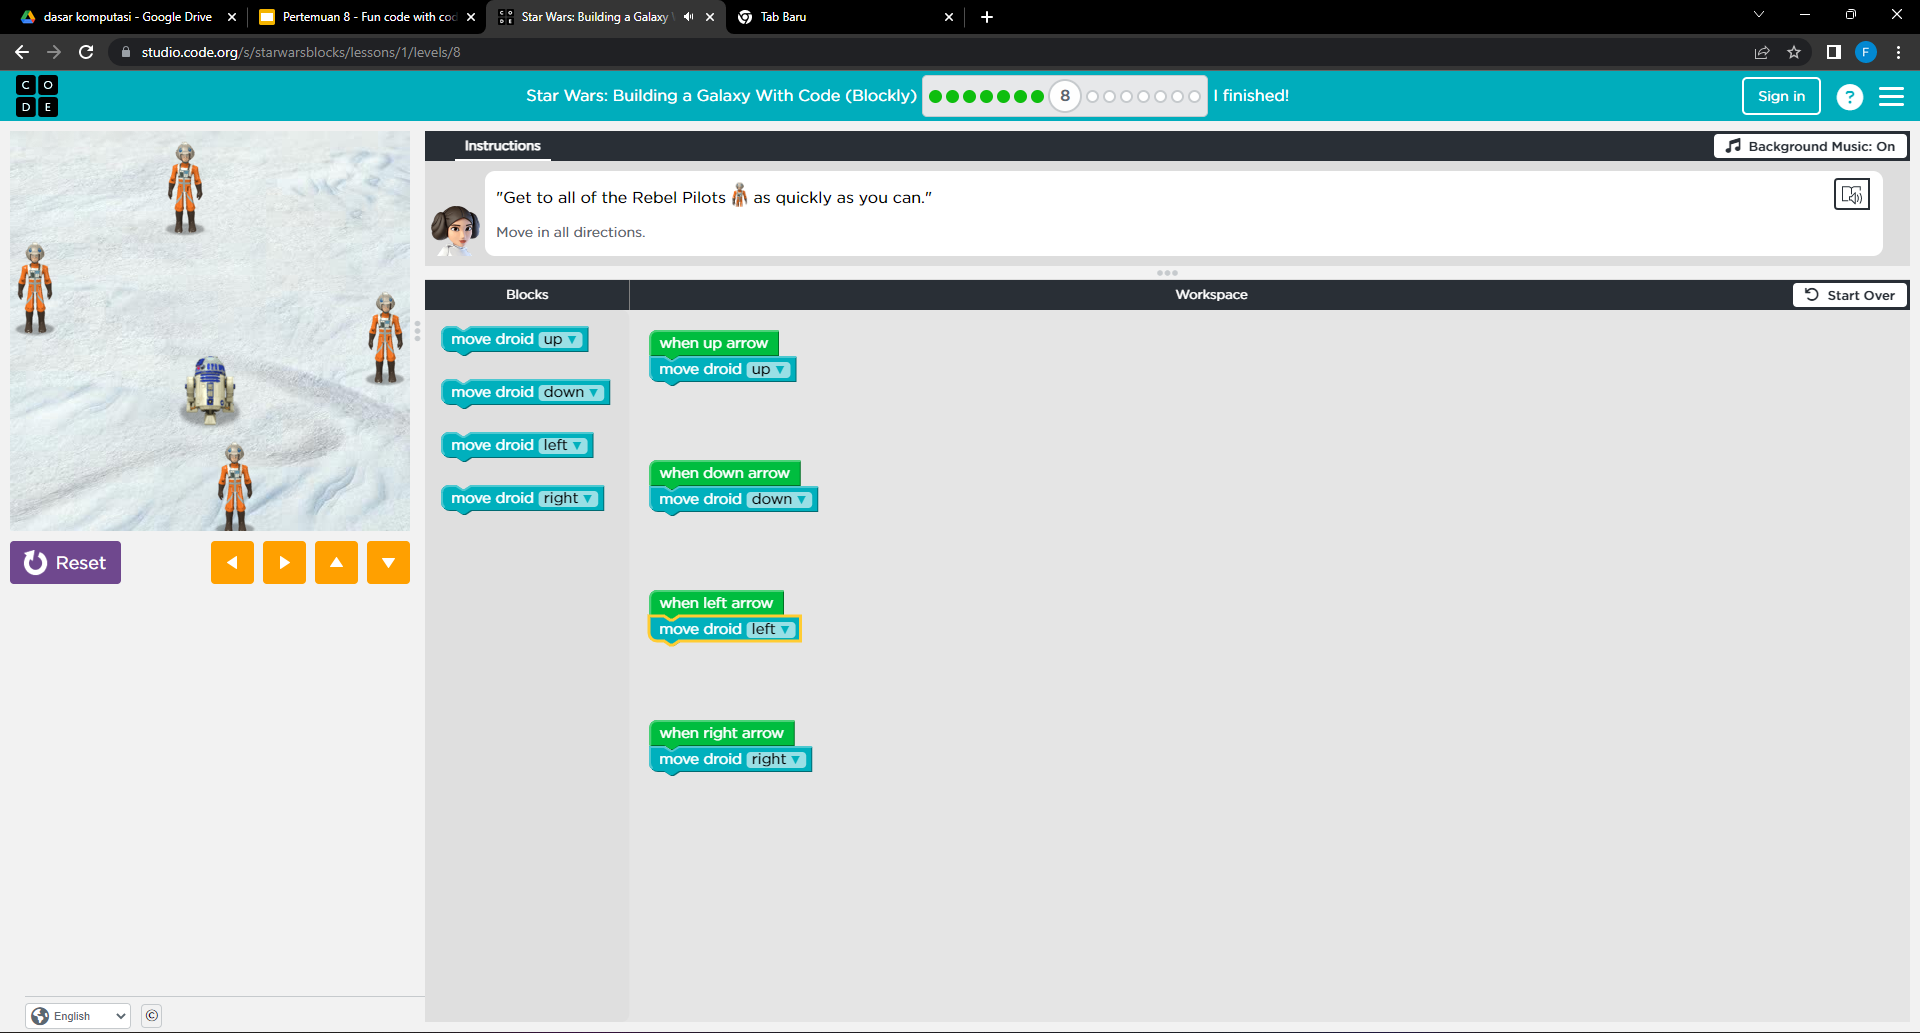 dasar komputasi - Google Drive
Pertemuan 8 - Fun code with cod
Star Wars: Building a Galaxy
Tab Baru
studio.code.org/s/starwarsblocks/lessons/1/levels/8
F
C O
D E
Star Wars: Building a Galaxy With Code (Blockly)
8
I finished!
Sign in
?
Instructions
Background Music: On
"Get to all of the Rebel Pilots as quickly as you can."
Move in all directions.
Blocks
Workspace
Start Over
move droid up
move droid down
move droid left
move droid right
when up arrow
move droid up
when down arrow
move droid down
when left arrow
move droid left
when right arrow
move droid right
Reset
English
©